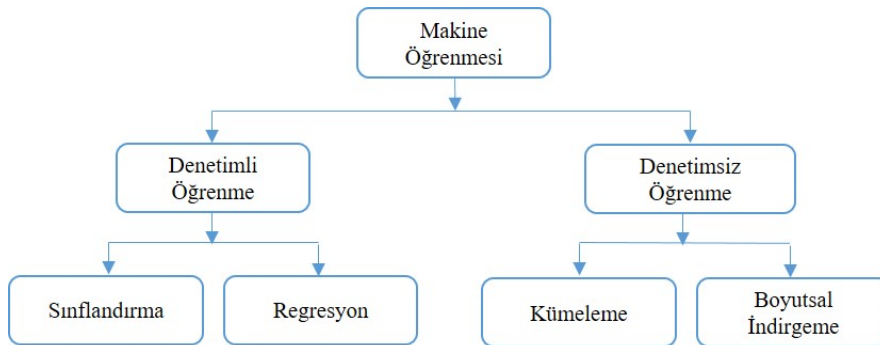 Makine
Öğrenmesi
Denetimli
Öğrenme
Denetimsiz
Öğrenme
Sınflandırma
Regresyon
Kümeleme
Boyutsal
İndirgeme